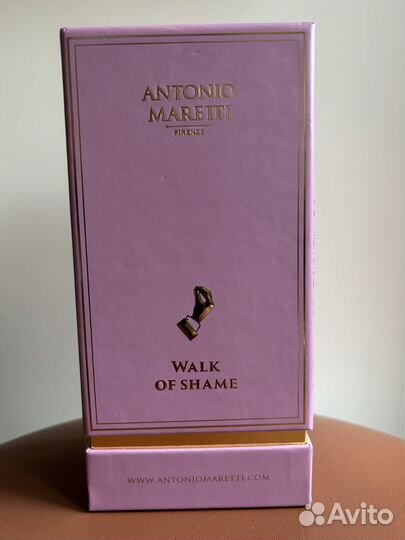 ANTONIO
MARETTI
FIRENZE
WALK
OF SHAME
WWW.ANTONIOMARETTI.COM
Avito